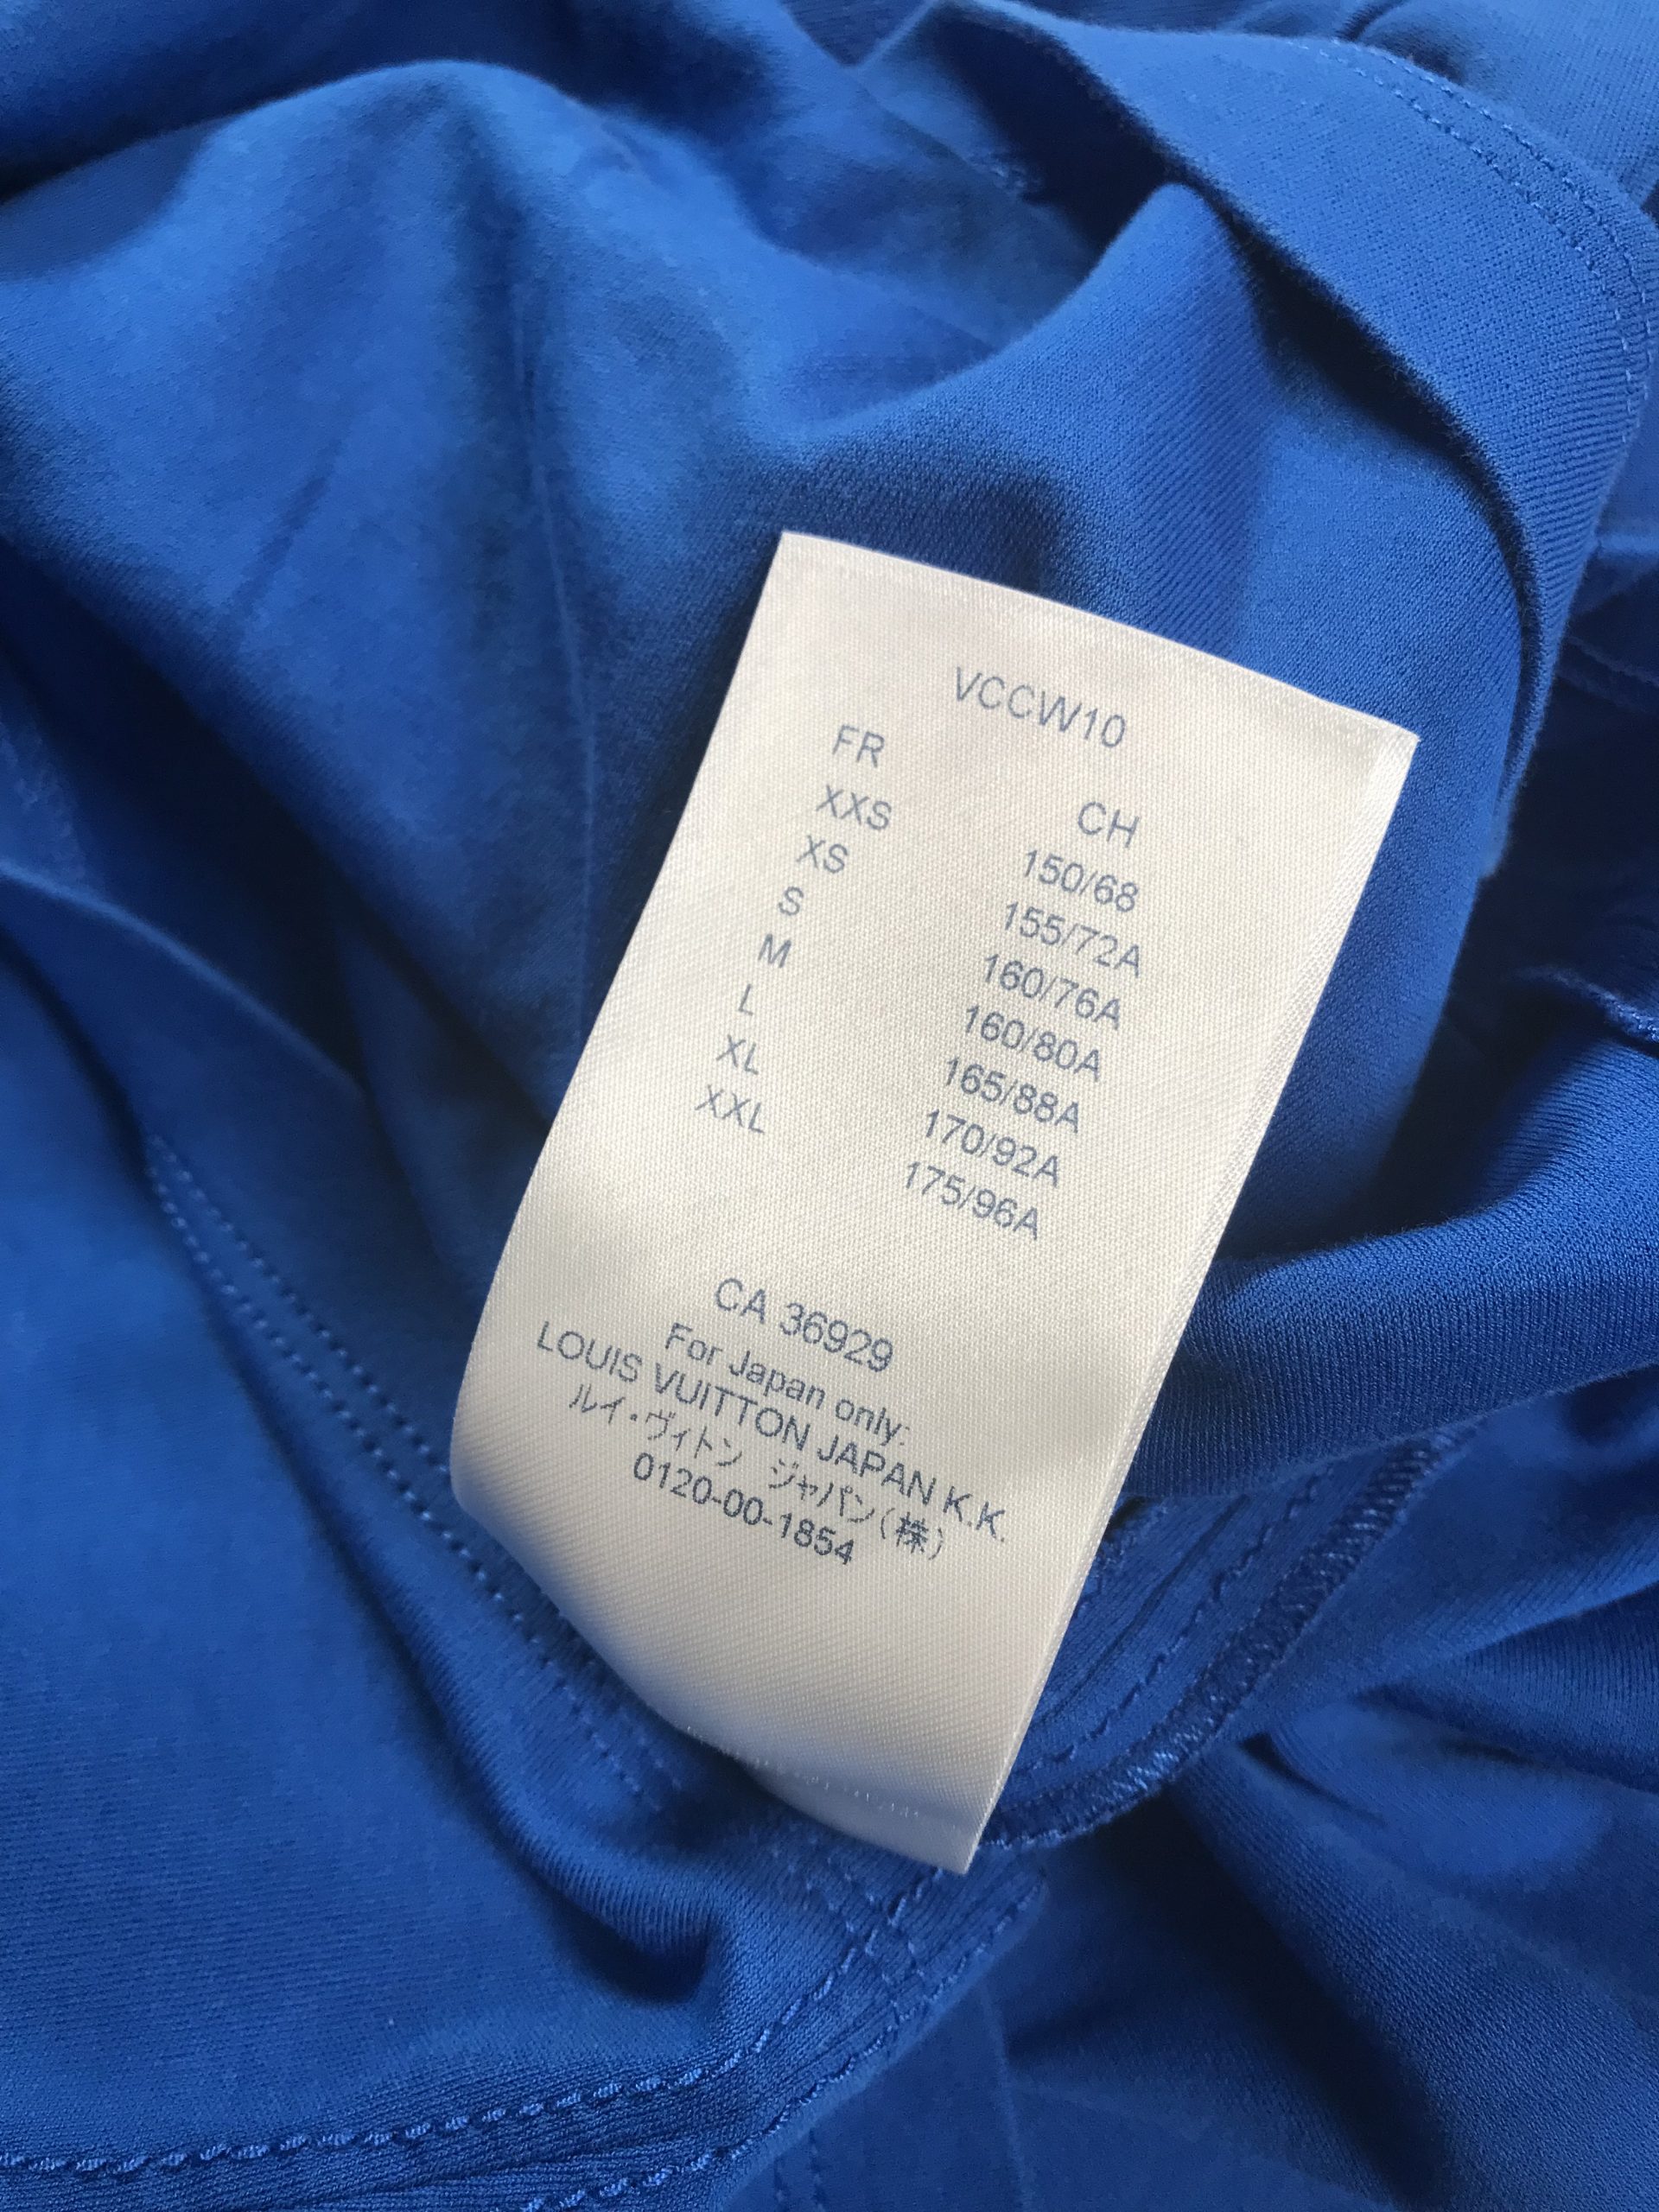 VCCW10
FR CH
XXS 150/68
XS 155/72A
S 160/76A
M 160/80A
L 165/88A
XL 170/92A
XXL 175/96A
CA 36929
For Japan only:
LOUIS VUITTON JAPAN K.K.
ルイ・ヴィトン ジャパン(株)
0120-00-1854